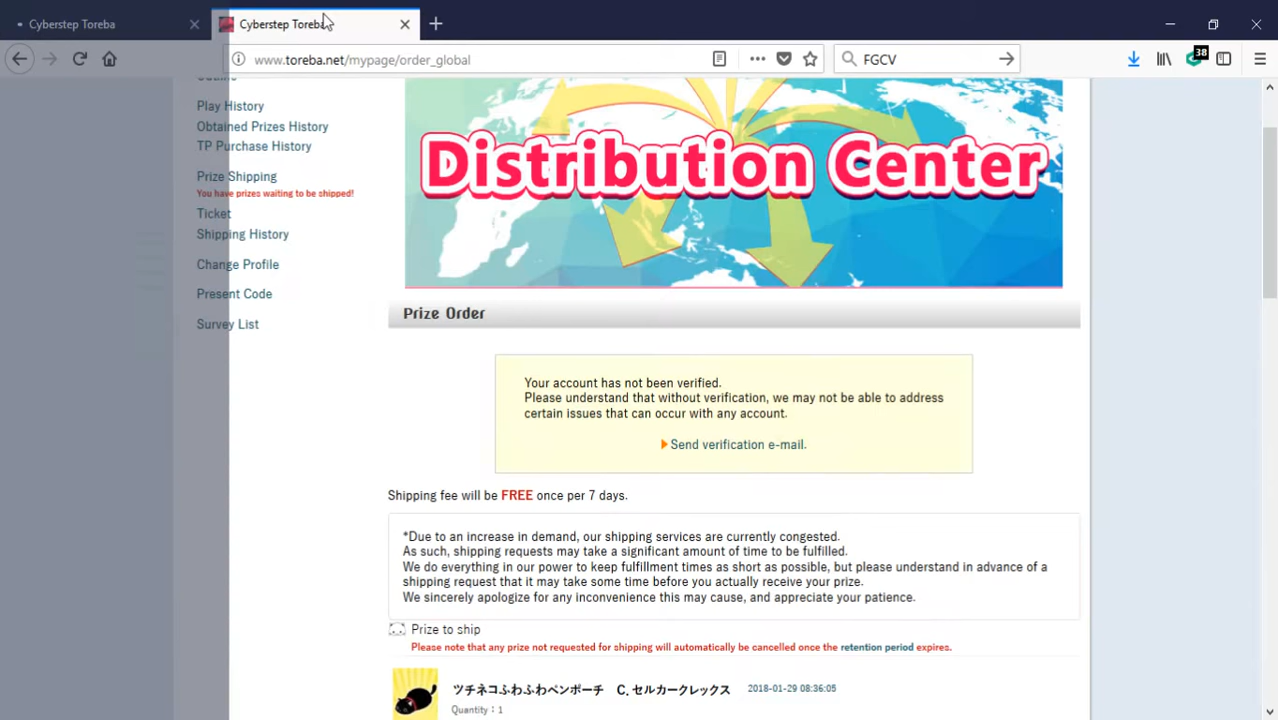 Cyberstep Toreba
Cyberstep Toreba
www.toreba.net/mypage/order_global
FGCV
38
Play History
Obtained Prizes History
TP Purchase History
Prize Shipping
You have prizes waiting to be shipped!
Ticket
Shipping History
Change Profile
Present Code
Survey List
Distribution Center
Prize Order
Your account has not been verified.
Please understand that without verification, we may not be able to address
certain issues that can occur with any account.
Send verification e-mail.
Shipping fee will be FREE once per 7 days.
*Due to an increase in demand, our shipping services are currently congested.
As such, shipping requests may take a significant amount of time to be fulfilled.
We do everything in our power to keep fulfillment times as short as possible, but please understand in advance of a
shipping request that it may take some time before you actually receive your prize.
We sincerely apologize for any inconvenience this may cause, and appreciate your patience.
Prize to ship
Please note that any prize not requested for shipping will automatically be cancelled once the retention period expires.
ツチネコふわふわペンポーチ　C. セルカークレックス 2018-01-29 08:36:05
Quantity：1